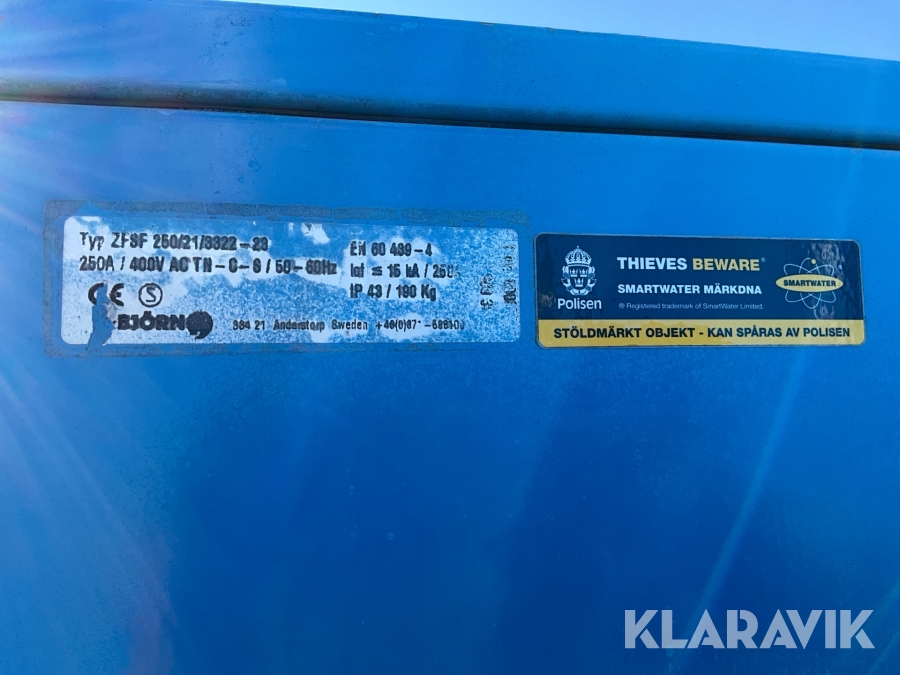 Typ ZFSF 250/21/3322-23
EN 60 439-4
250A / 400V AC TN-C-S / 50-60Hz
Icf ≤ 15 kA / 250
IP 43 / 190 Kg
CE S
BJÖRN
334 21 Anderstorp Sweden
Polisen
THIEVES BEWARE®
SMARTWATER MÄRKDNA
® Registered trademark of SmartWater Limited.
SMARTWATER
STÖLDMÄRKT OBJEKT - KAN SPÅRAS AV POLISEN
KLARAVIK